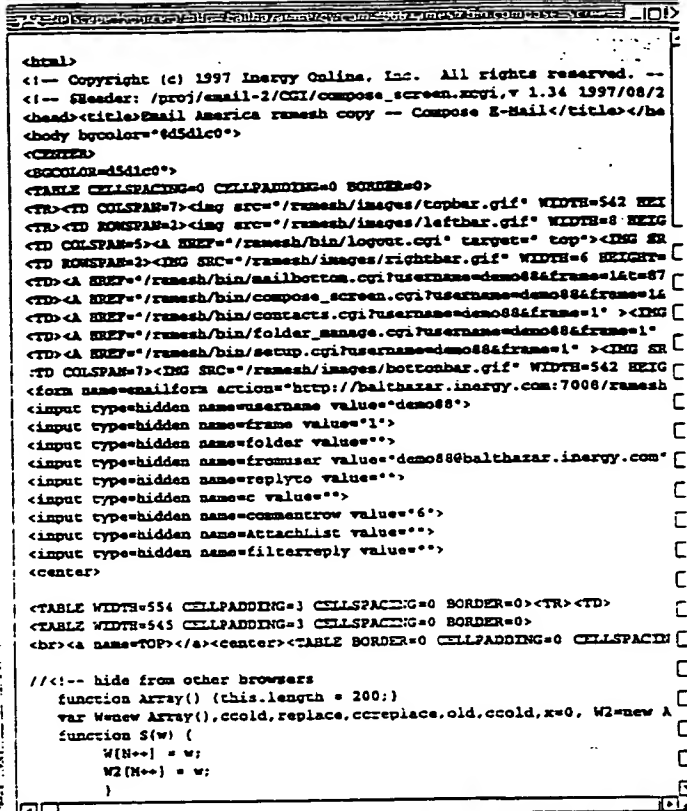 <html>
<!-- Copyright (c) 1997 Inergy Online, Inc.  All rights reserved. --
<!-- $Header: /proj/email-2/CGI/compose_screen.xcgi,v 1.34 1997/08/2
<head><title>Email America ramesh copy -- Compose E-Mail</title></he
<body bgcolor="#d5d1c0">
<CENTER>
<BGCOLOR=d5d1c0">
<TABLE CELLSPACING=0 CELLPADDING=0 BORDER=0>
<TR><TD COLSPAN=7><img src="/ramesh/images/topbar.gif" WIDTH=542 HEI
<TR><TD ROWSPAN=2><img src="/ramesh/images/leftbar.gif" WIDTH=8 HEIG
<TD COLSPAN=5><A HREF="/ramesh/bin/logout.cgi" target="_top"><IMG SR
<TD ROWSPAN=2><IMG SRC="/ramesh/images/rightbar.gif" WIDTH=6 HEIGHT=
<TD><A HREF="/ramesh/bin/mailbottom.cgi?username=demo88&frame=1&t=87
<TD><A HREF="/ramesh/bin/compose_screen.cgi?username=demo88&frame=1&
<TD><A HREF="/ramesh/bin/contacts.cgi?username=demo88&frame=1" ><IMG
<TD><A HREF="/ramesh/bin/folder_manage.cgi?username=demo88&frame=1"
<TD><A HREF="/ramesh/bin/setup.cgi?username=demo88&frame=1" ><IMG SR
:TD COLSPAN=7><IMG SRC="/ramesh/images/bottombar.gif" WIDTH=542 HEIG
<form name=emailform action="http://balthazar.inergy.com:7008/ramesh
<input type=hidden name=username value="demo88">
<input type=hidden name=frame value="1">
<input type=hidden name=folder value="">
<input type=hidden name=fromuser value="demo88@balthazar.inergy.com"
<input type=hidden name=replyto value="">
<input type=hidden name=c value="">
<input type=hidden name=commentrow value="6">
<input type=hidden name=AttachList value="">
<input type=hidden name=filterreply value="">
<center>
<TABLE WIDTH=554 CELLPADDING=3 CELLSPACING=0 BORDER=0><TR><TD>
<TABLE WIDTH=545 CELLPADDING=3 CELLSPACING=0 BORDER=0>
<br><a name=TOP></a><center><TABLE BORDER=0 CELLPADDING=0 CELLSPACIN
//<!-- hide from other browsers
function Array() {this.length = 200;}
var W=new Array(),ccold,replace,ccreplace,old,ccold,x=0, W2=new A
function S(w) {
W[N++] = w;
W2[M++] = w;
}